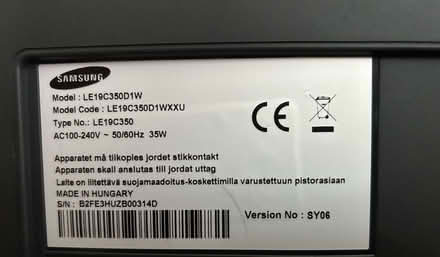 SAMSUNG
Model : LE19C350D1W
Model Code : LE19C350D1WXXU
Type No.: LE19C350
AC100-240V ~ 50/60Hz 35W
Apparatet må tilkoples jordet stikkontakt
Apparaten skall anslutas till jordat uttag
Laite on liitettävä suojamaadoitus-koskettimilla varustettuun pistorasiaan
MADE IN HUNGARY
S/N : B2FE3HUZB00314D
Version No : SY06
CE